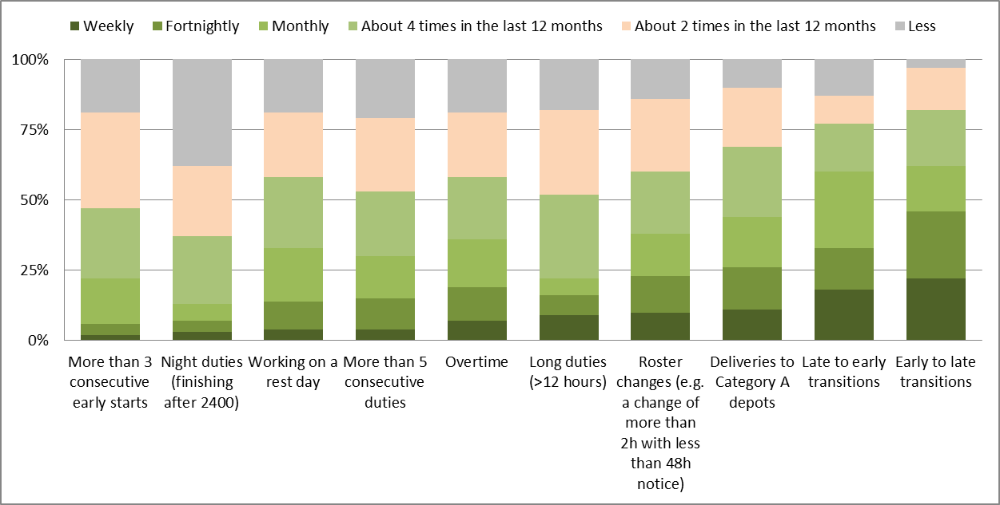 Weekly Fortnightly Monthly About 4 times in the last 12 months About 2 times in the last 12 months Less
100%
75%
50%
25%
0%
More than 3
consecutive
early starts
Night duties
(finishing
after 2400)
Working on a
rest day
More than 5
consecutive
duties
Overtime
Long duties
(>12 hours)
Roster
changes (e.g.
a change of
more than
2h with less
than 48h
notice)
Deliveries to
Category A
depots
Late to early
transitions
Early to late
transitions